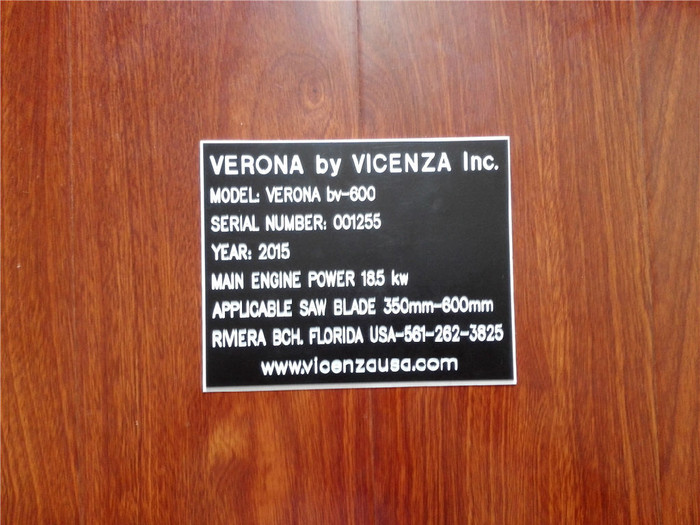 VERONA by VICENZA Inc.
MODEL: VERONA bv-600
SERIAL NUMBER: 001255
YEAR: 2015
MAIN ENGINE POWER 18.5 kw
APPLICABLE SAW BLADE 350mm-600mm
RIVIERA BCH. FLORIDA USA-561-262-3825
www.vicenzausa.com